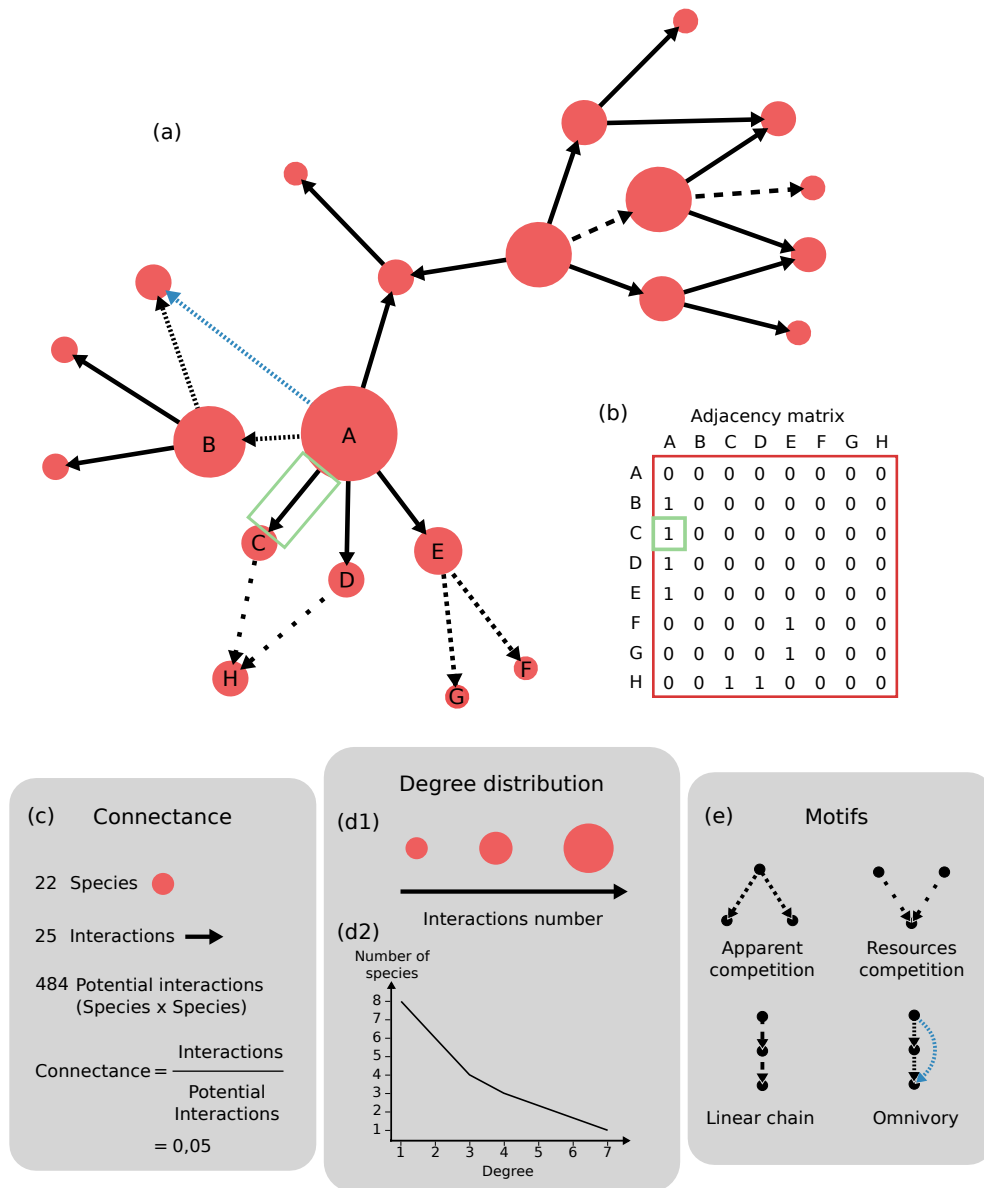 (a)
B
A
C
D
E
H
G
F
(b)
Adjacency matrix
A B C D E F G H
A 0 0 0 0 0 0 0 0
B 1 0 0 0 0 0 0 0
C 1 0 0 0 0 0 0 0
D 1 0 0 0 0 0 0 0
E 1 0 0 0 0 0 0 0
F 0 0 0 0 1 0 0 0
G 0 0 0 0 1 0 0 0
H 0 0 1 1 0 0 0 0
(c) Connectance
22 Species
25 Interactions
484 Potential interactions
(Species x Species)
Connectance = Interactions
Potential
Interactions
= 0,05
Degree distribution
(d1)
Interactions number
(d2)
Number of
species
8
7
6
5
4
3
2
1
1 2 3 4 5 6 7
Degree
(e) Motifs
Apparent
competition
Resources
competition
Linear chain
Omnivory